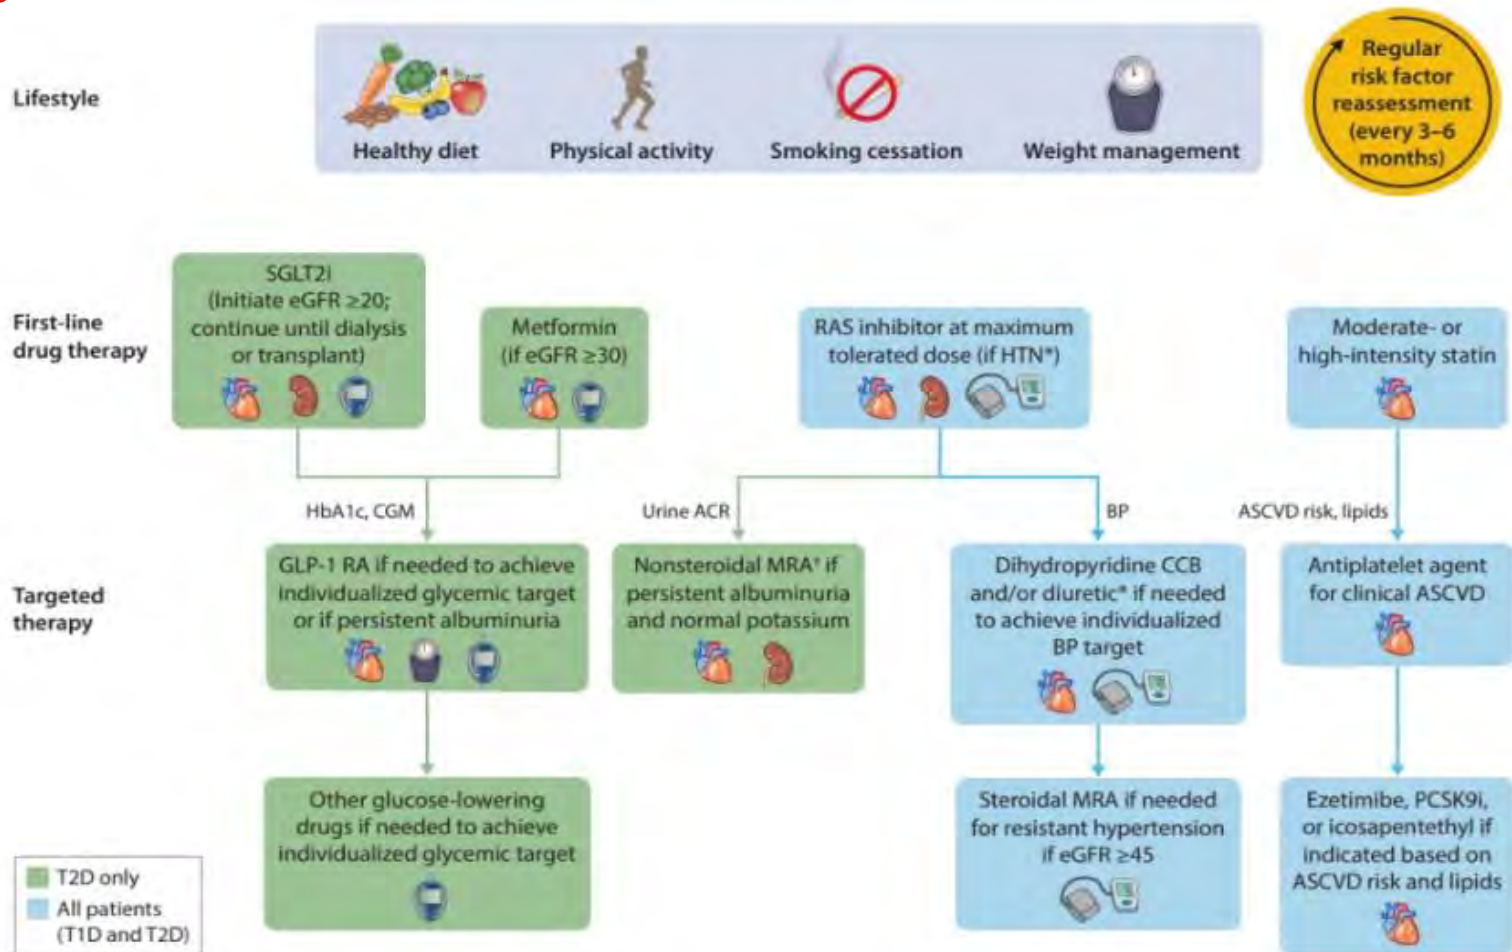 Lifestyle
Healthy diet
Physical activity
Smoking cessation
Weight management
Regular
risk factor
reassessment
(every 3–6
months)
First-line
drug therapy
SGLT2i
(Initiate eGFR ≥20;
continue until dialysis
or transplant)
Metformin
(if eGFR ≥30)
RAS inhibitor at maximum
tolerated dose (if HTN*)
Moderate- or
high-intensity statin
HbA1c, CGM
Urine ACR
BP
ASCVD risk, lipids
Targeted
therapy
GLP-1 RA if needed to achieve
individualized glycemic target
or if persistent albuminuria
Nonsteroidal MRA† if
persistent albuminuria
and normal potassium
Dihydropyridine CCB
and/or diuretic* if needed
to achieve individualized
BP target
Antiplatelet agent
for clinical ASCVD
Other glucose-lowering
drugs if needed to achieve
individualized glycemic target
Steroidal MRA if needed
for resistant hypertension
if eGFR ≥45
Ezetimibe, PCSK9i,
or icosapentethyl if
indicated based on
ASCVD risk and lipids
T2D only
All patients
(T1D and T2D)